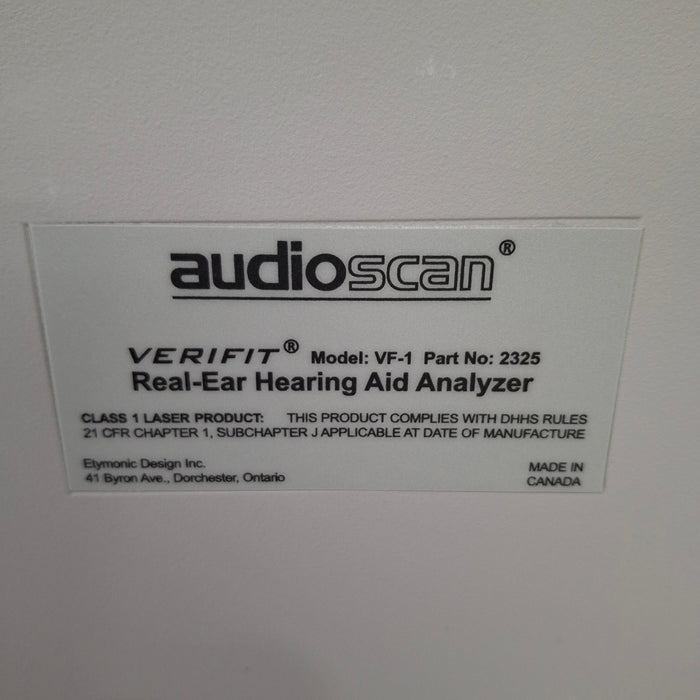 audioscan®
VERIFIT® Model: VF-1 Part No: 2325
Real-Ear Hearing Aid Analyzer
CLASS 1 LASER PRODUCT: THIS PRODUCT COMPLIES WITH DHHS RULES
21 CFR CHAPTER 1, SUBCHAPTER J APPLICABLE AT DATE OF MANUFACTURE
Etymonic Design Inc.
41 Byron Ave., Dorchester, Ontario
MADE IN
CANADA